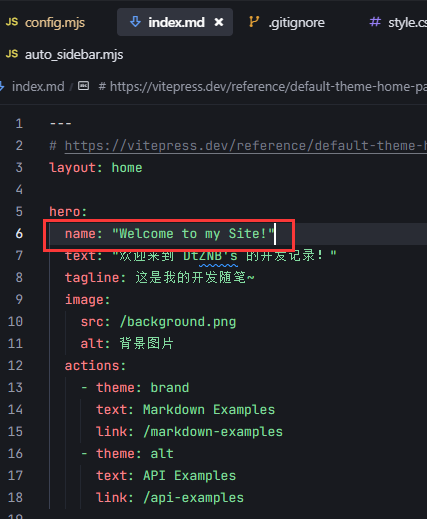 config.mjs
index.md
.gitignore
style.cs
auto_sidebar.mjs
index.md
# https://vitepress.dev/reference/default-theme-home-pa
1 ---
2 # https://vitepress.dev/reference/default-theme-h
3 layout: home
4
5 hero:
6 name: "Welcome to my Site!"
7 text: "欢迎来到 DtZNB's 的开发记录！"
8 tagline: 这是我的开发随笔~
9 image:
10 src: /background.png
11 alt: 背景图片
12 actions:
13 - theme: brand
14 text: Markdown Examples
15 link: /markdown-examples
16 - theme: alt
17 text: API Examples
18 link: /api-examples